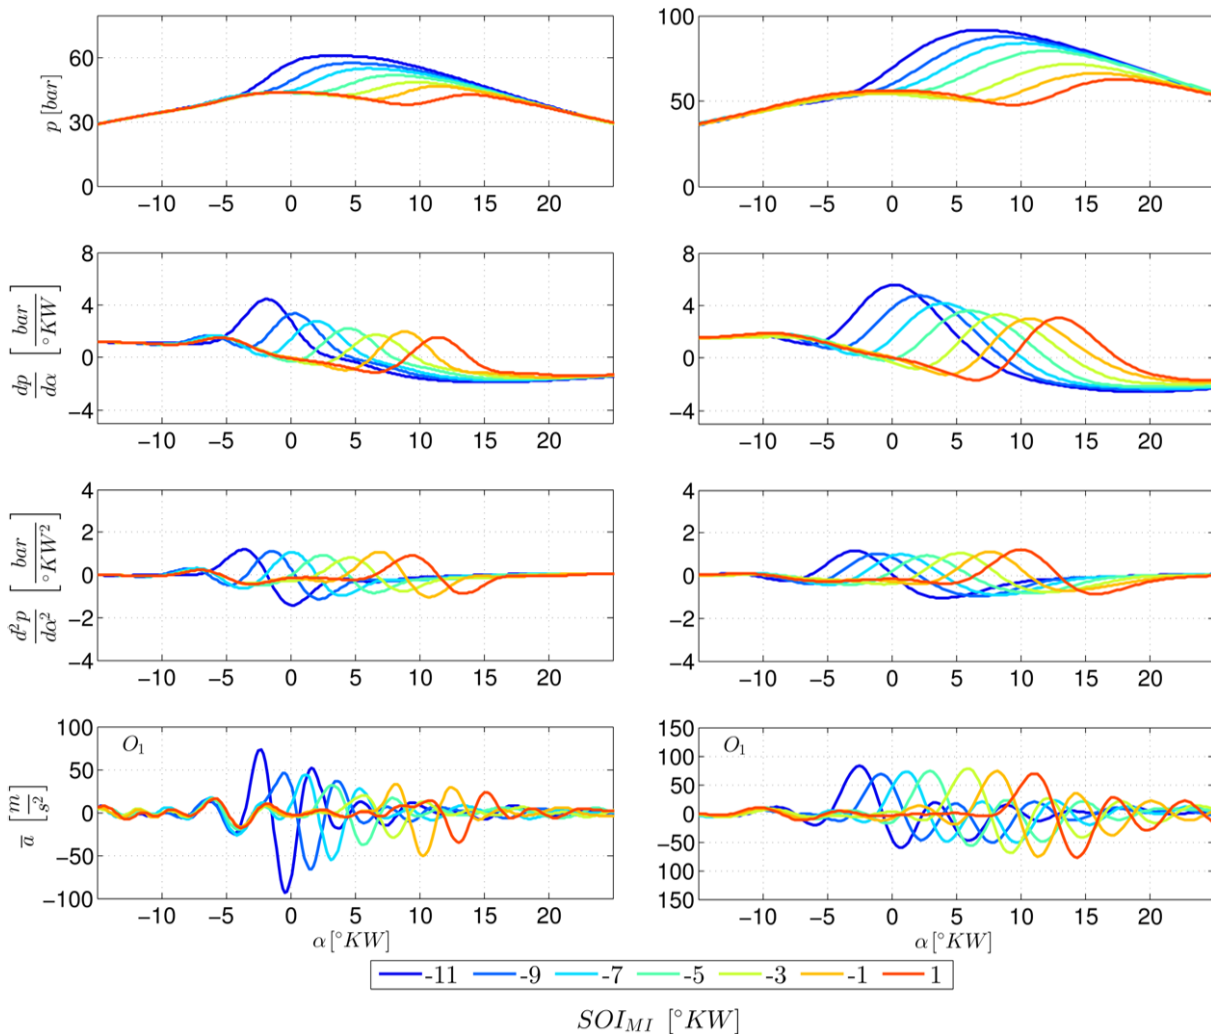 60
30
0
p [bar]
−10 −5 0 5 10 15 20
100
50
0
−10 −5 0 5 10 15 20
8
4
0
−4
dp/dα [bar/°KW]
−10 −5 0 5 10 15 20
8
4
0
−4
−10 −5 0 5 10 15 20
4
2
0
−2
−4
d²p/dα² [bar/°KW²]
−10 −5 0 5 10 15 20
4
2
0
−2
−4
−10 −5 0 5 10 15 20
100
50
0
−50
−100
a̅ [m/s²]
O₁
−10 −5 0 5 10 15 20
α [°KW]
150
100
50
0
50
100
150
O₁
−10 −5 0 5 10 15 20
α [°KW]
-11 -9 -7 -5 -3 -1 1
SOI_MI [°KW]